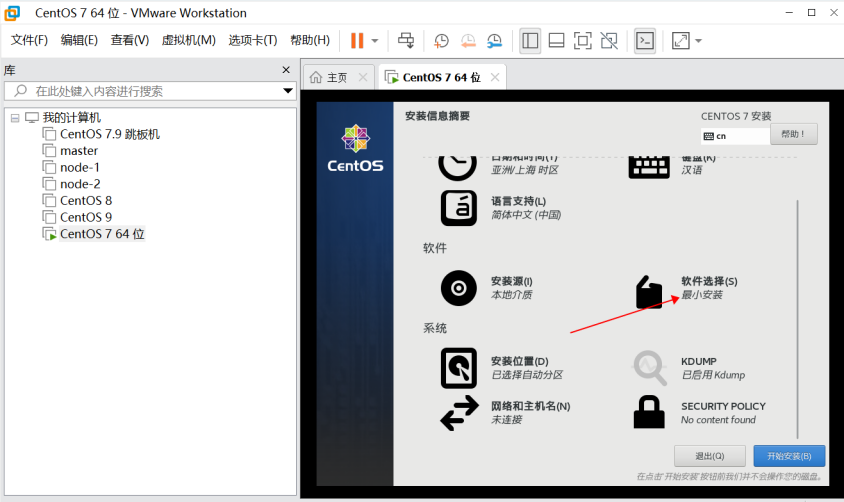 CentOS 7 64 位 - VMware Workstation
文件(F) 编辑(E) 查看(V) 虚拟机(M) 选项卡(T) 帮助(H)
库
在此处键入内容进行搜索
我的计算机
CentOS 7.9 跳板机
master
node-1
node-2
CentOS 8
CentOS 9
CentOS 7 64 位
主页
CentOS 7 64 位
CentOS
安装信息摘要
CENTOS 7 安装
cn
帮助！
日期和时间(T)
亚洲/上海 时区
键盘(K)
汉语
语言支持(L)
简体中文 (中国)
软件
安装源(I)
本地介质
软件选择(S)
最小安装
系统
安装位置(D)
已选择自动分区
KDUMP
已启用 Kdump
网络和主机名(N)
未连接
SECURITY POLICY
No content found
退出(Q)
开始安装(B)
在点击'开始安装'按钮前我们并不会操作您的磁盘。